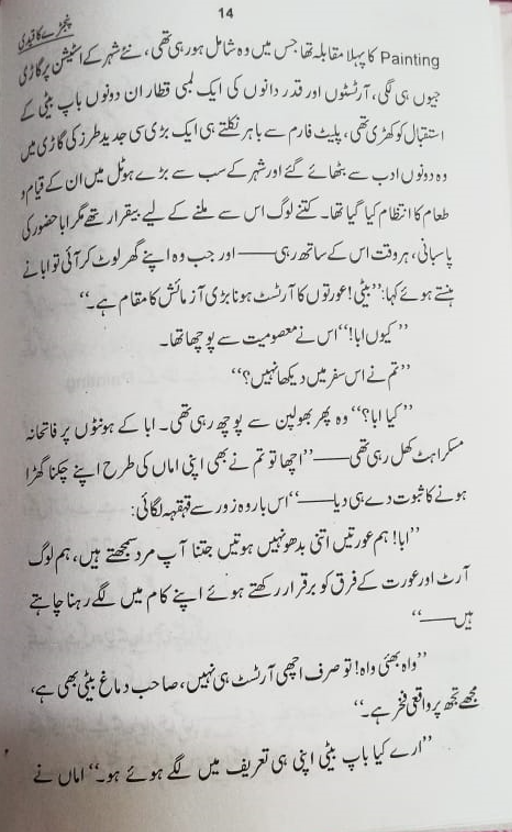 14
پنجڑے کا قیدی
Painting کا پہلا مقابلہ تھا جس میں وہ شامل ہورہی تھی، نئے شہر کے اسٹیشن پر گاڑی
جیوں ہی لگی، آرٹسٹوں اور قدردانوں کی ایک لمبی قطار ان دونوں باپ بیٹی کے
استقبال کو کھڑی تھی، پلیٹ فارم سے باہر نکلتے ہی ایک بڑی سی جدید طرز کی گاڑی میں
وہ دونوں ادب سے بٹھائے گئے اور شہر کے سب سے بڑے ہوٹل میں ان کے قیام و
طعام کا انتظام کیا گیا تھا۔ کتنے لوگ اس سے ملنے کے لیے بیقرار تھے مگر ابا حضور کی
پاسبانی، ہر وقت اس کے ساتھ رہی——اور جب وہ اپنے گھر لوٹ کر آئی تو ابا نے
ہنستے ہوئے کہا: ’’بیٹی! عورتوں کا آرٹسٹ ہونا بڑی آزمائش کا مقام ہے۔‘‘
’’کیوں ابا!‘‘ اس نے معصومیت سے پوچھا تھا۔
’’تم نے اس سفر میں دیکھا نہیں؟‘‘
’’کیا ابا؟‘‘ وہ پھر بھولپن سے پوچھ رہی تھی۔ ابا کے ہونٹوں پر فاتحانہ
مسکراہٹ کھل رہی تھی——’’اچھا تو تم نے بھی اپنی اماں کی طرح اپنے چکنا گھڑا
ہونے کا ثبوت دے ہی دیا——‘‘ اس بار وہ زور سے قہقہہ لگائی:
’’ابا! ہم عورتیں اتنی بدھو نہیں ہوتیں جتنا آپ مرد سمجھتے ہیں، ہم لوگ
آرٹ اور عورت کے فرق کو برقرار رکھتے ہوئے اپنے کام میں لگے رہنا چاہتے
ہیں——‘‘
’’واہ بھئی واہ! تو صرف اچھی آرٹسٹ ہی نہیں، صاحب دماغ بیٹی بھی ہے،
مجھے تجھ پر واقعی فخر ہے۔‘‘
’’ارے کیا باپ بیٹی اپنی ہی تعریف میں لگے ہوئے ہو۔‘‘ اماں نے